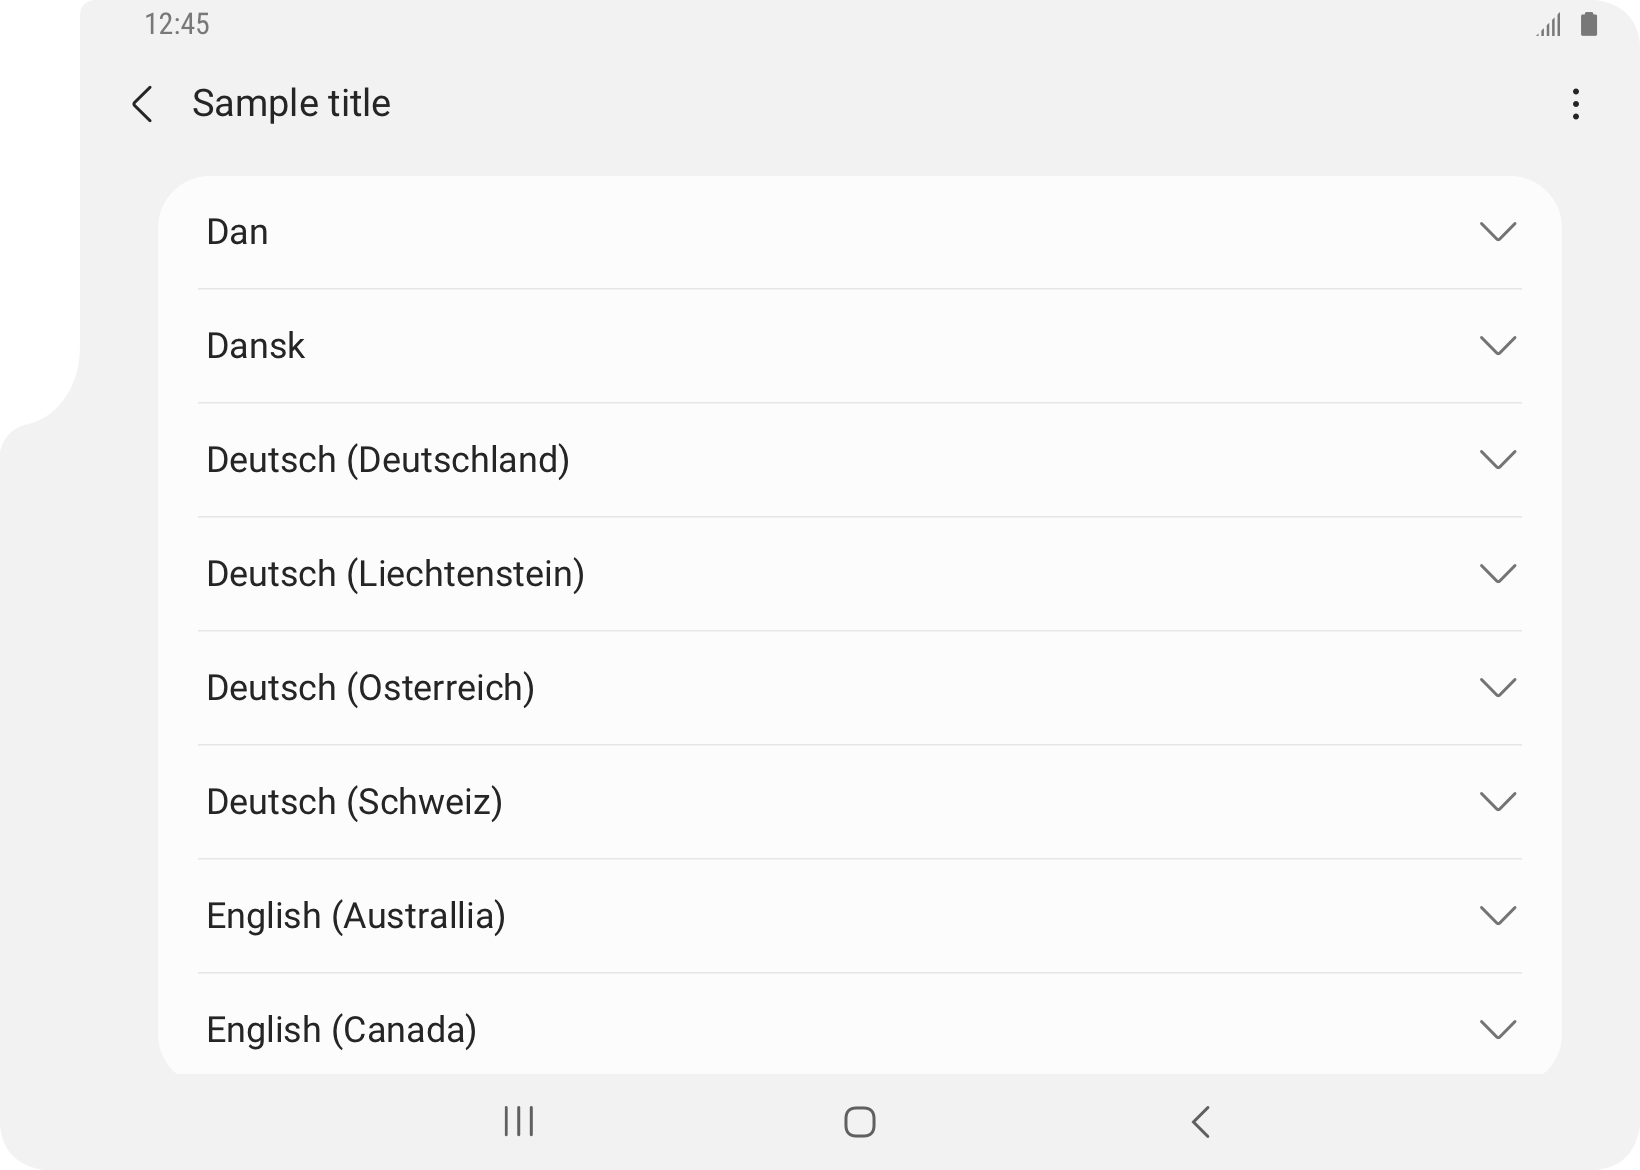 12:45
Sample title
Dan
Dansk
Deutsch (Deutschland)
Deutsch (Liechtenstein)
Deutsch (Osterreich)
Deutsch (Schweiz)
English (Australlia)
English (Canada)